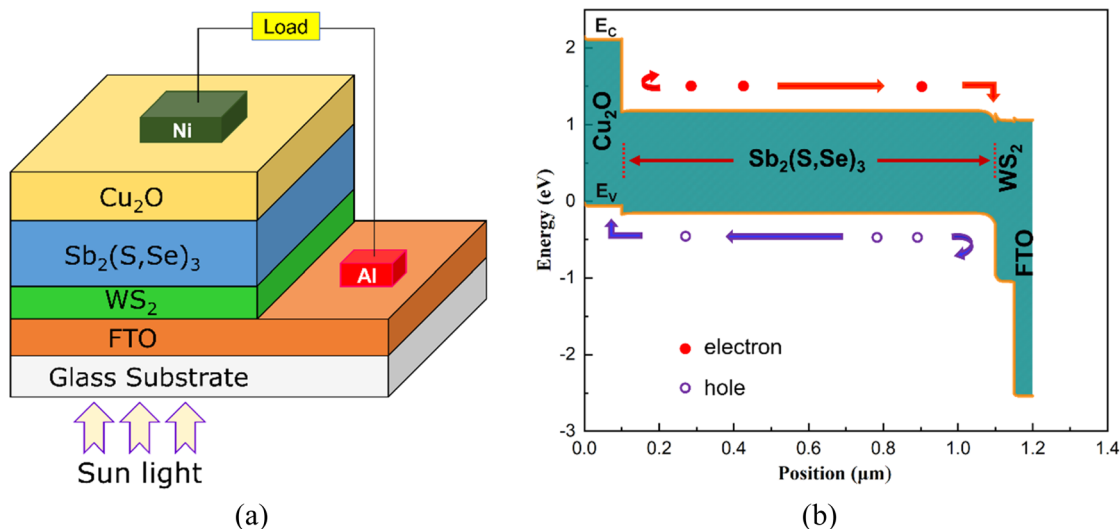 Load
Ni
Cu₂O
Sb₂(S,Se)₃
Al
WS₂
FTO
Glass Substrate
Sun light
(a)
Energy (eV)
2
1
0
-1
-2
-3
E_C
Cu₂O
E_V
Sb₂(S,Se)₃
WS₂
FTO
electron
hole
0.0 0.2 0.4 0.6 0.8 1.0 1.2 1.4
Position (μm)
(b)